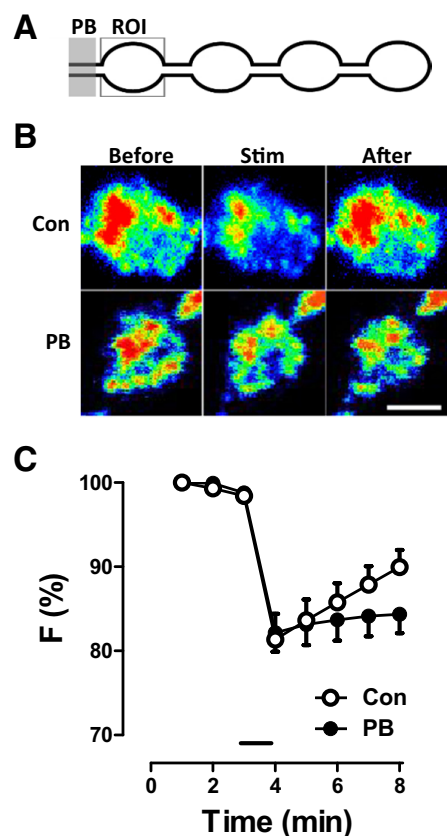 A
PB ROI
B
Before Stim After
Con
PB
C
100
90
80
70
F (%)
Con
PB
0 2 4 6 8
Time (min)